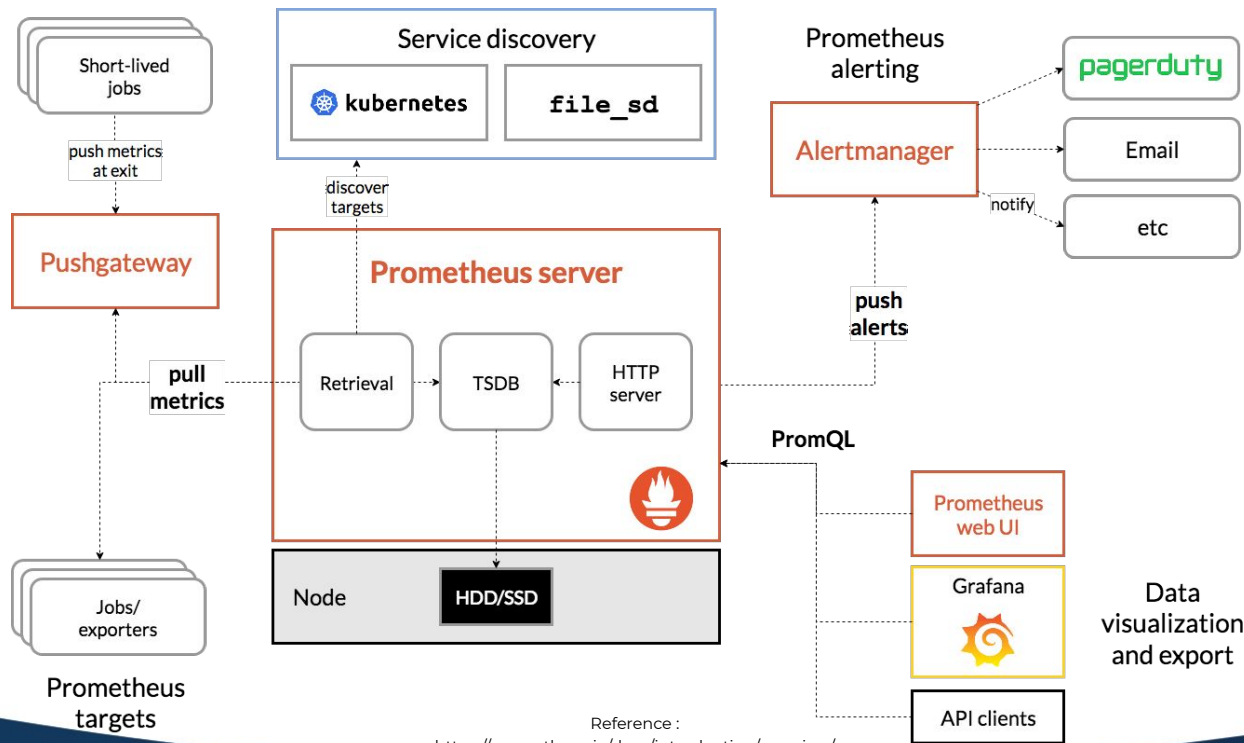 Short-lived
jobs
push metrics
at exit
Pushgateway
Service discovery
kubernetes
file_sd
discover
targets
Prometheus
alerting
Alertmanager
pagerduty
Email
notify
etc
Prometheus server
Retrieval
TSDB
HTTP
server
pull
metrics
push
alerts
PromQL
Node
HDD/SSD
Jobs/
exporters
Prometheus
targets
Prometheus
web UI
Grafana
API clients
Data
visualization
and export
Reference :